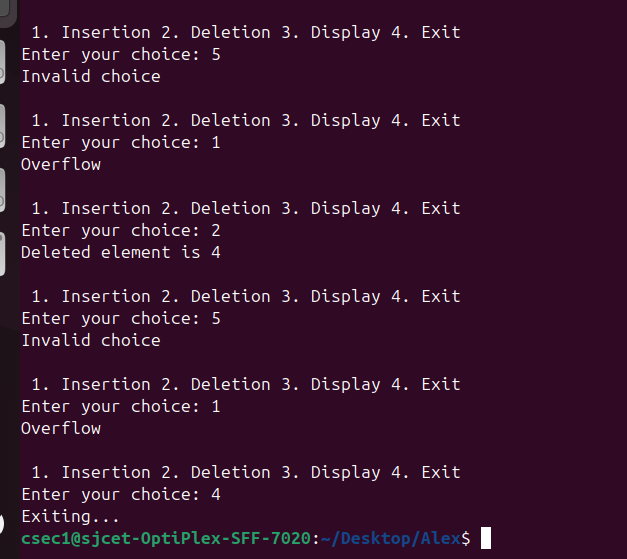 1. Insertion 2. Deletion 3. Display 4. Exit
Enter your choice: 5
Invalid choice
1. Insertion 2. Deletion 3. Display 4. Exit
Enter your choice: 1
Overflow
1. Insertion 2. Deletion 3. Display 4. Exit
Enter your choice: 2
Deleted element is 4
1. Insertion 2. Deletion 3. Display 4. Exit
Enter your choice: 5
Invalid choice
1. Insertion 2. Deletion 3. Display 4. Exit
Enter your choice: 1
Overflow
1. Insertion 2. Deletion 3. Display 4. Exit
Enter your choice: 4
Exiting...
csec1@sjcet-OptiPlex-SFF-7020:~/Desktop/Alex$